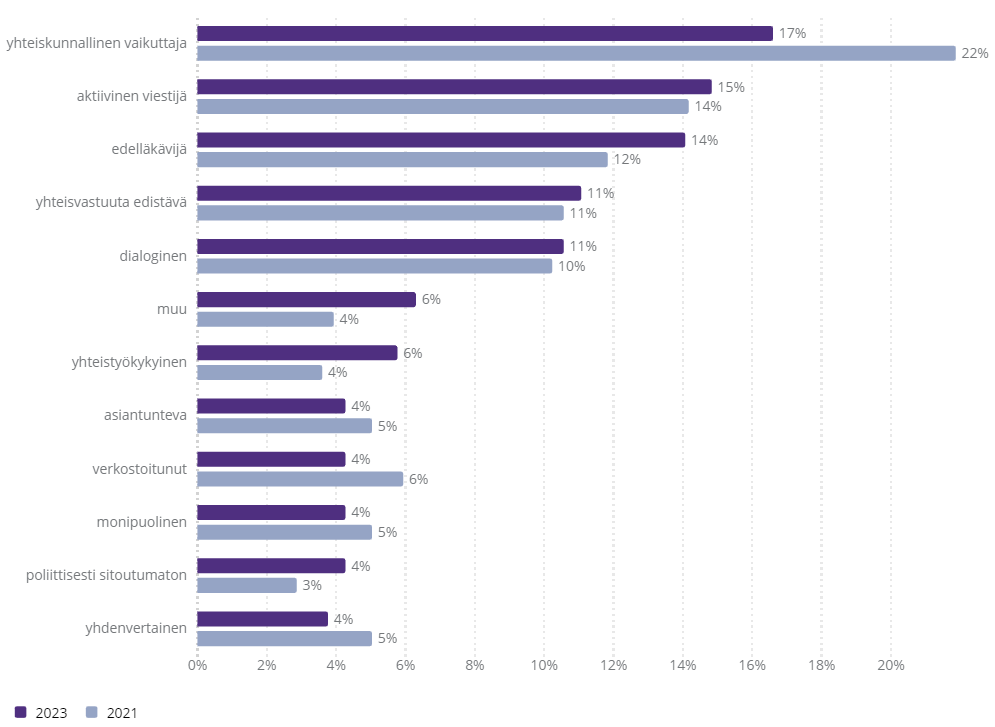 yhteiskunnallinen vaikuttaja
17%
22%
aktiivinen viestijä
15%
14%
edelläkävijä
14%
12%
yhteisvastuuta edistävä
11%
11%
dialoginen
11%
10%
muu
6%
4%
yhteistyökykyinen
6%
4%
asiantunteva
4%
5%
verkostoitunut
4%
6%
monipuolinen
4%
5%
poliittisesti sitoutumaton
4%
3%
yhdenvertainen
4%
5%
0% 2% 4% 6% 8% 10% 12% 14% 16% 18% 20%
2023 2021